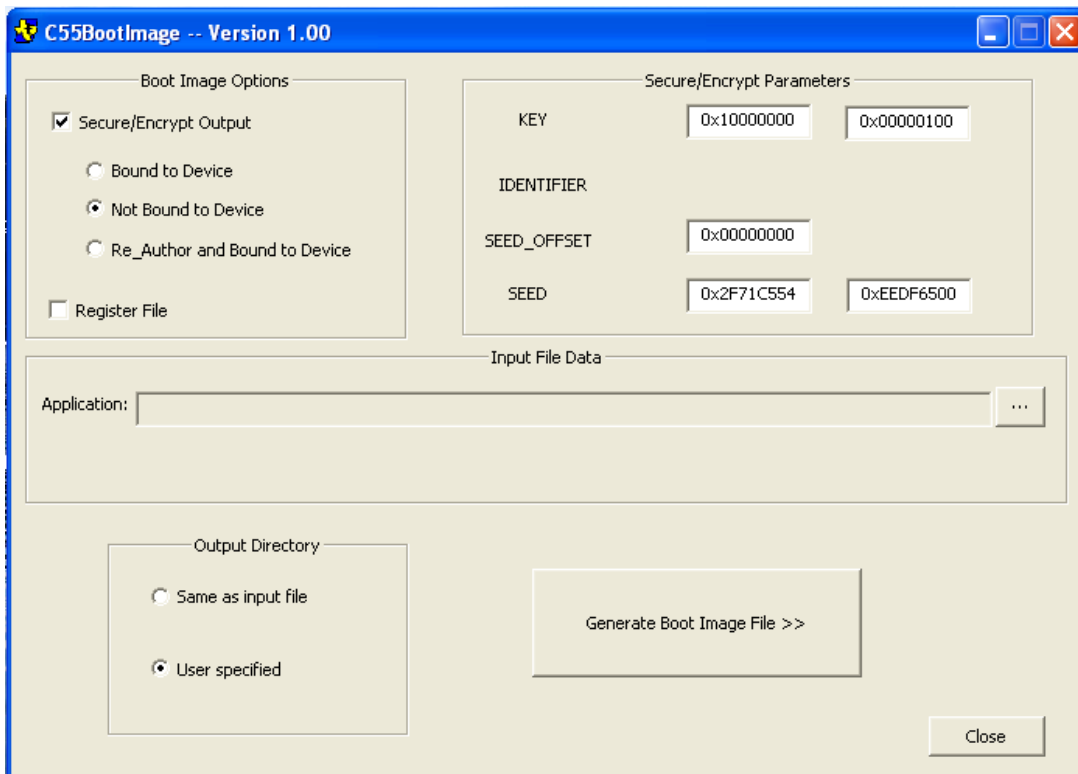 C55BootImage -- Version 1.00
Boot Image Options
Secure/Encrypt Output
Bound to Device
Not Bound to Device
Re_Author and Bound to Device
Register File
Secure/Encrypt Parameters
KEY 0x10000000 0x00000100
IDENTIFIER
SEED_OFFSET 0x00000000
SEED 0x2F71C554 0xEEDF6500
Input File Data
Application: ...
Output Directory
Same as input file
User specified
Generate Boot Image File >>
Close